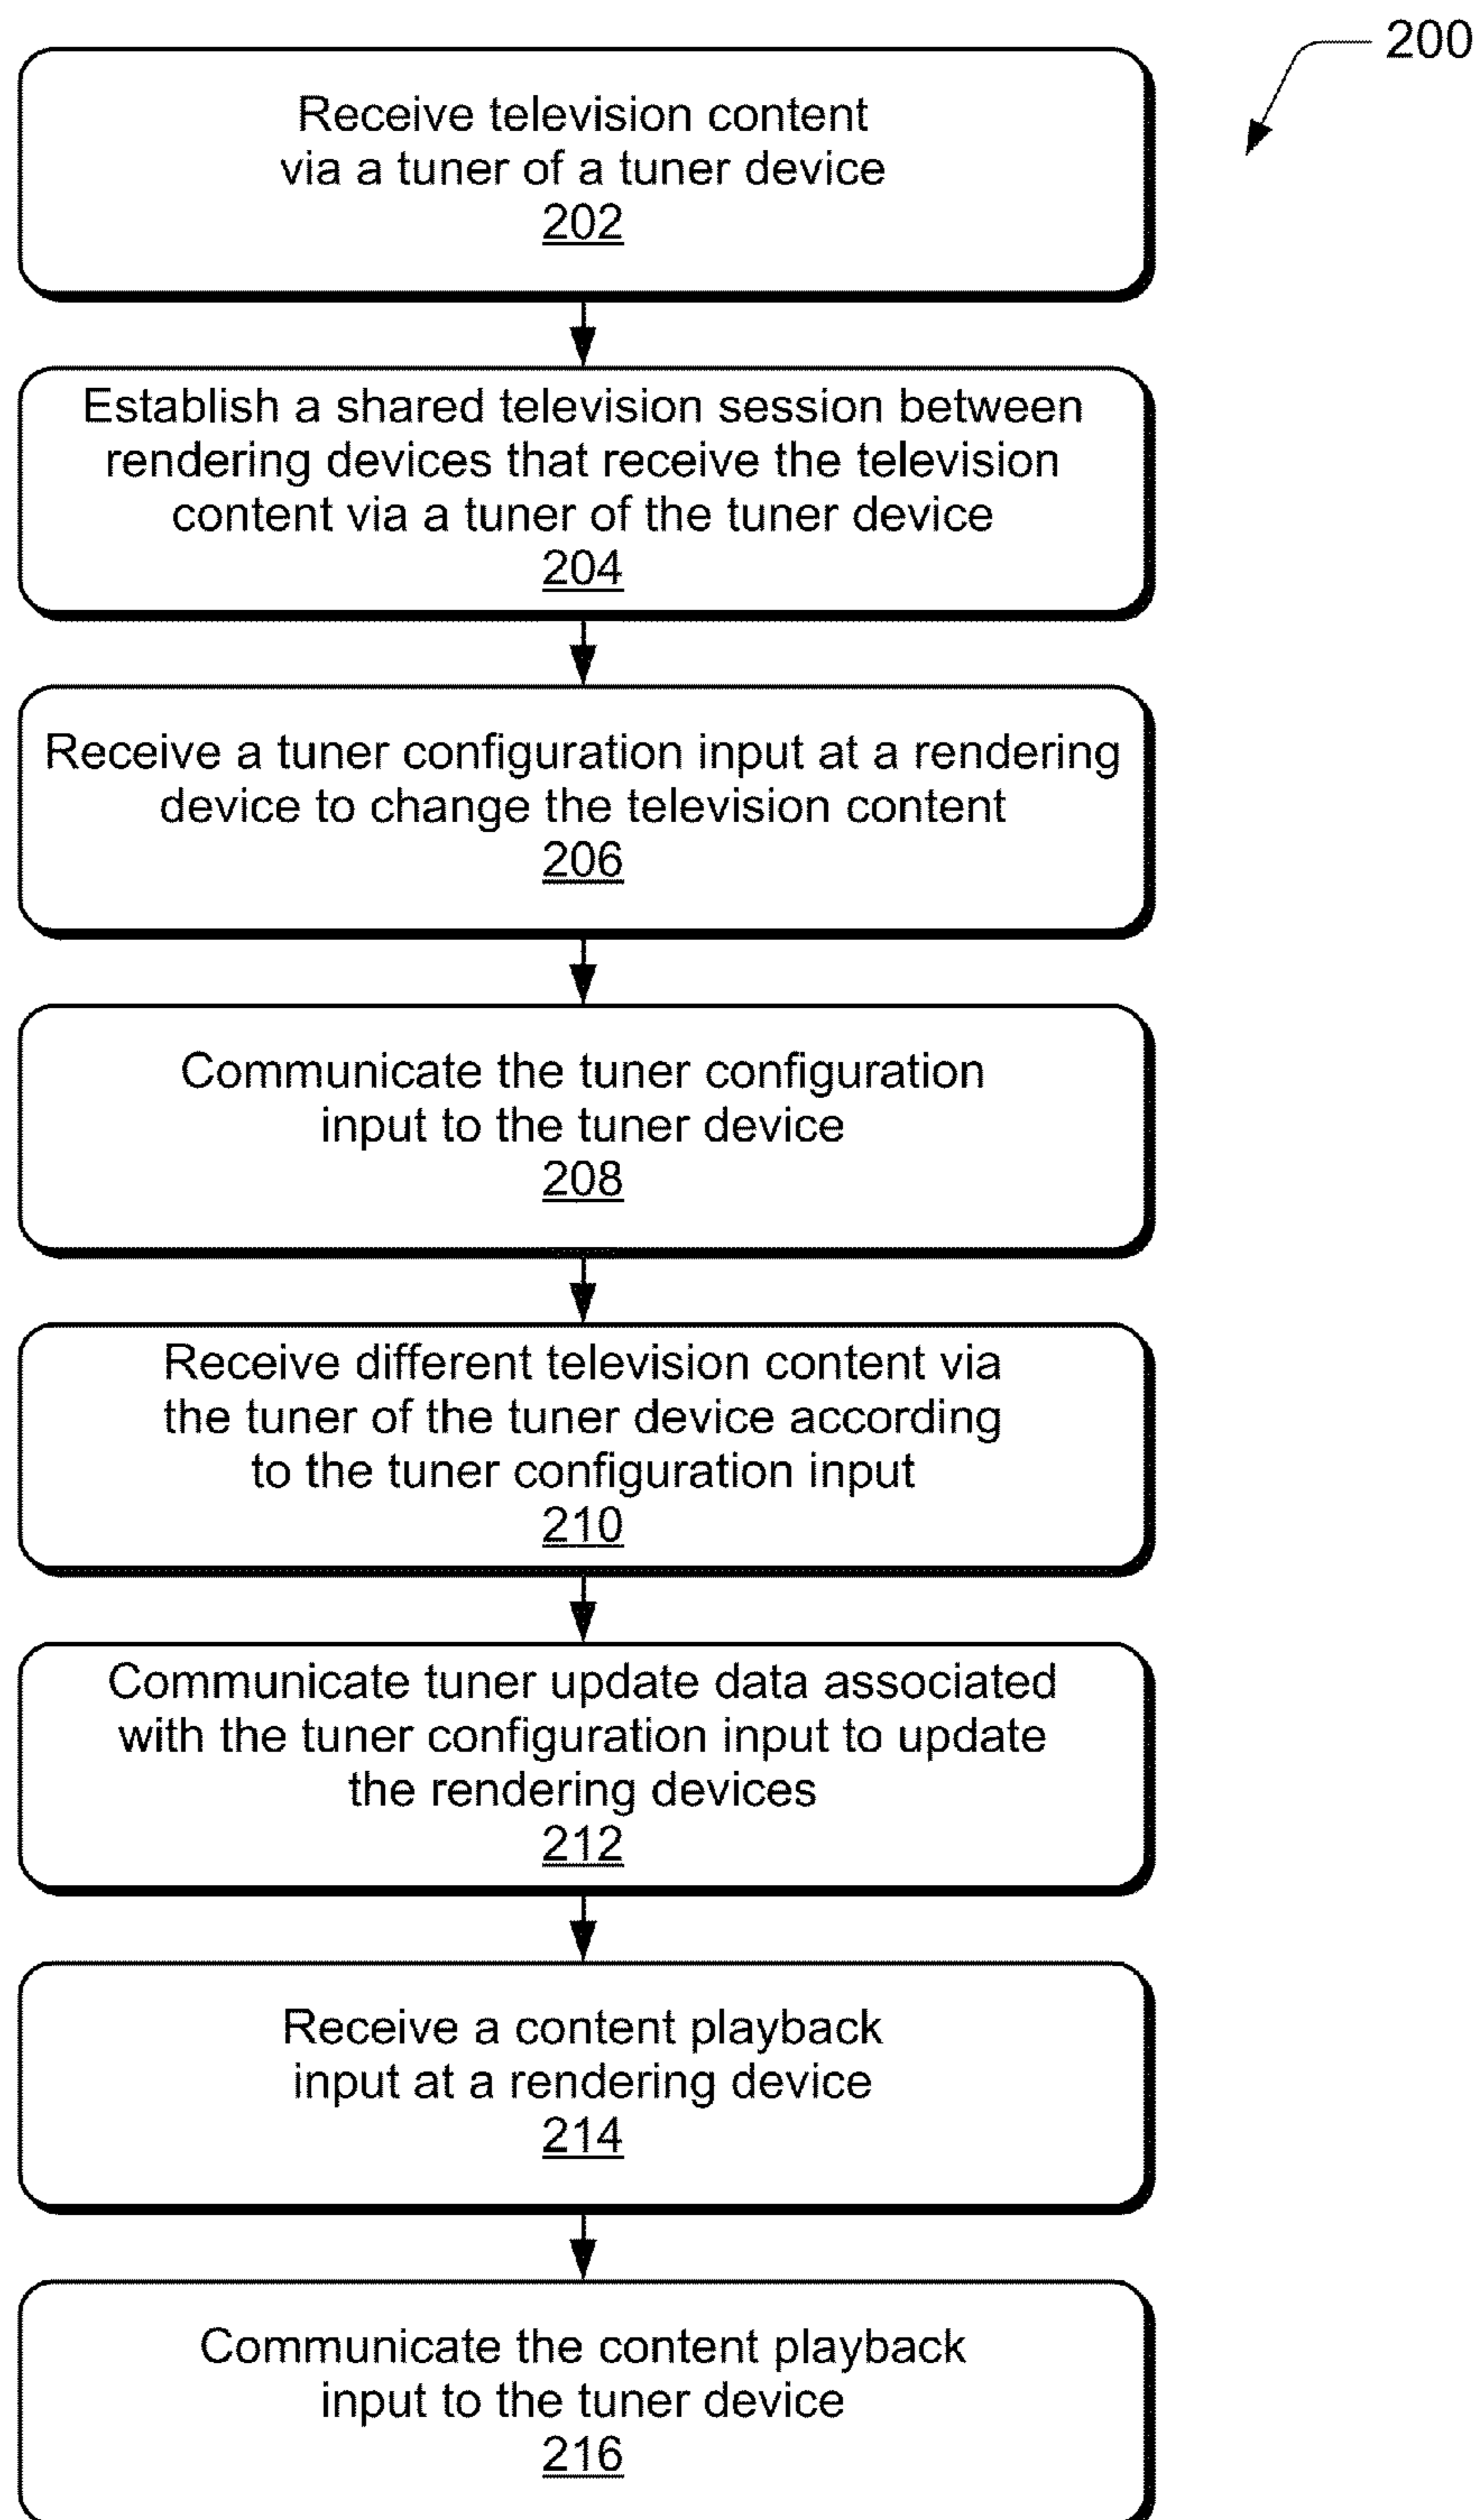 200
Receive television content
via a tuner of a tuner device
202
Establish a shared television session between
rendering devices that receive the television
content via a tuner of the tuner device
204
Receive a tuner configuration input at a rendering
device to change the television content
206
Communicate the tuner configuration
input to the tuner device
208
Receive different television content via
the tuner of the tuner device according
to the tuner configuration input
210
Communicate tuner update data associated
with the tuner configuration input to update
the rendering devices
212
Receive a content playback
input at a rendering device
214
Communicate the content playback
input to the tuner device
216